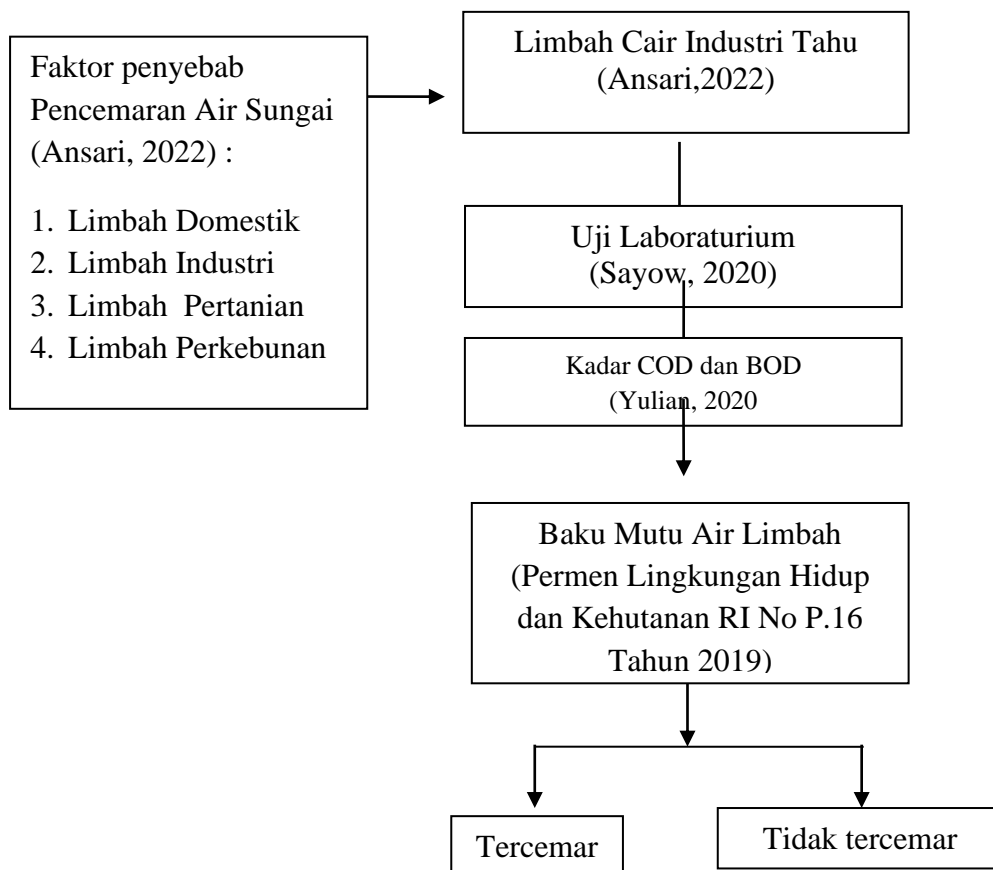 Faktor penyebab
Pencemaran Air Sungai
(Ansari, 2022) :
1. Limbah Domestik
2. Limbah Industri
3. Limbah Pertanian
4. Limbah Perkebunan
Limbah Cair Industri Tahu
(Ansari,2022)
Uji Laboraturium
(Sayow, 2020)
Kadar COD dan BOD
(Yulian, 2020
Baku Mutu Air Limbah
(Permen Lingkungan Hidup
dan Kehutanan RI No P.16
Tahun 2019)
Tercemar
Tidak tercemar